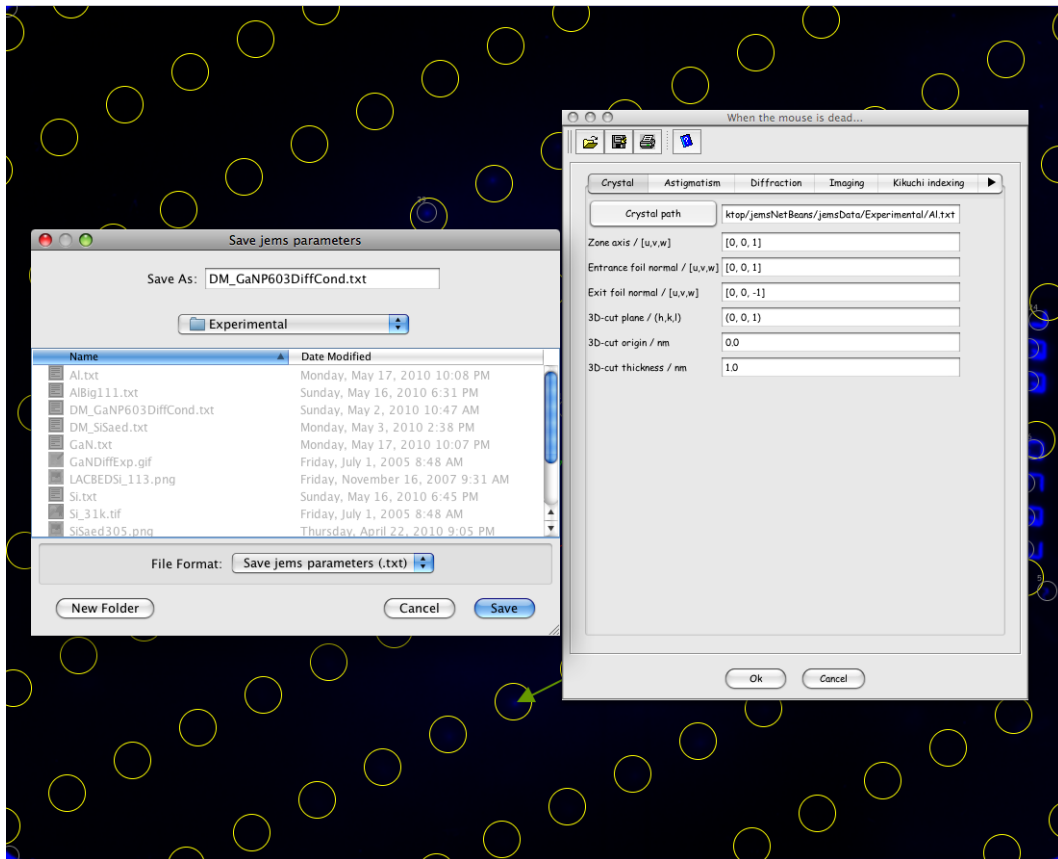 When the mouse is dead...
Crystal Astigmatism Diffraction Imaging Kikuchi indexing
Crystal path ktop/jemsNetBeans/jemsData/Experimental/Al.txt
Zone axis / [u,v,w] [0, 0, 1]
Entrance foil normal / [u,v,w] [0, 0, 1]
Exit foil normal / [u,v,w] [0, 0, -1]
3D-cut plane / (h,k,l) (0, 0, 1)
3D-cut origin / nm 0.0
3D-cut thickness / nm 1.0
Ok Cancel
Save jems parameters
Save As: DM_GaNP603DiffCond.txt
Experimental
Name Date Modified
Al.txt Monday, May 17, 2010 10:08 PM
AlBig111.txt Sunday, May 16, 2010 6:31 PM
DM_GaNP603DiffCond.txt Sunday, May 2, 2010 10:47 AM
DM_SiSaed.txt Monday, May 3, 2010 2:38 PM
GaN.txt Monday, May 17, 2010 10:07 PM
GaNDiffExp.gif Friday, July 1, 2005 8:48 AM
LACBEDSi_113.png Friday, November 16, 2007 9:31 AM
Si.txt Sunday, May 16, 2010 6:45 PM
Si_31k.tif Friday, July 1, 2005 8:48 AM
SiSaed305.png Thursday, April 22, 2010 9:05 PM
File Format: Save jems parameters (.txt)
New Folder Cancel Save